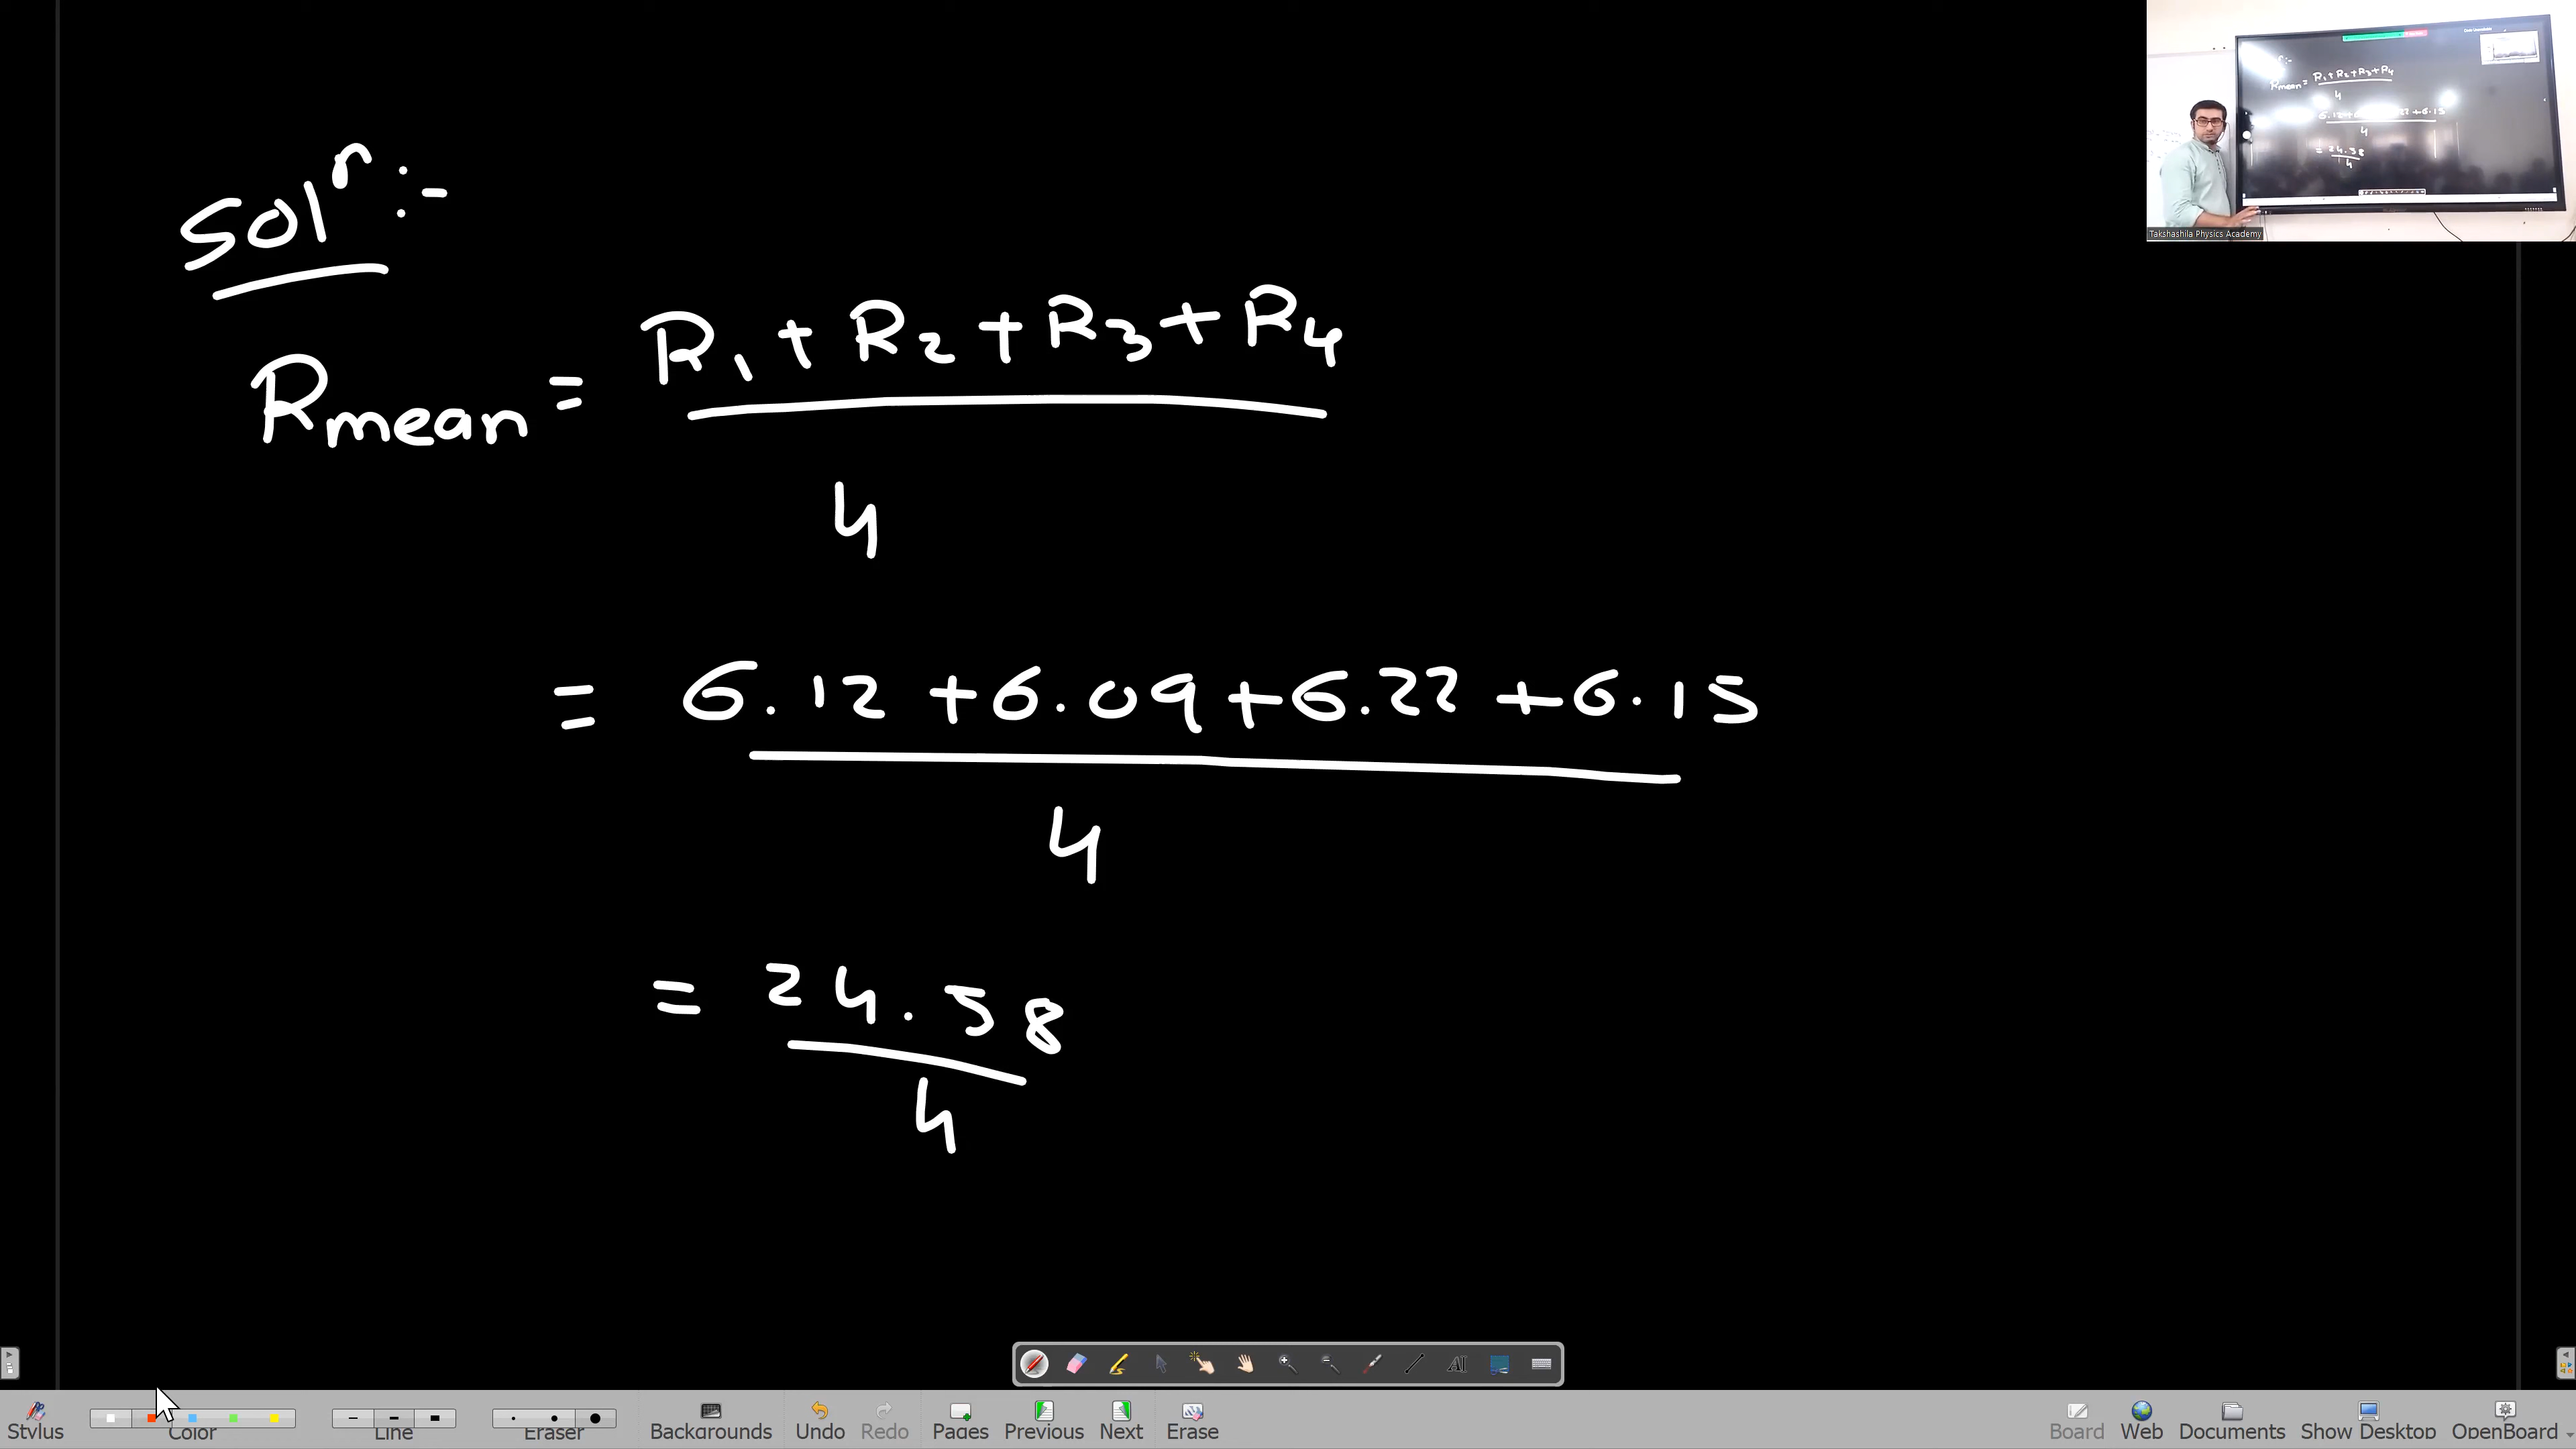 Solⁿ :-
Rmean = R1 + R2 + R3 + R4
4
= 6.12 + 6.09 + 6.22 + 6.15
4
= 24.58
4
Takshashila Physics Academy
Stylus Color Line Eraser Backgrounds Undo Redo Pages Previous Next Erase Board Web Documents Show Desktop OpenBoard